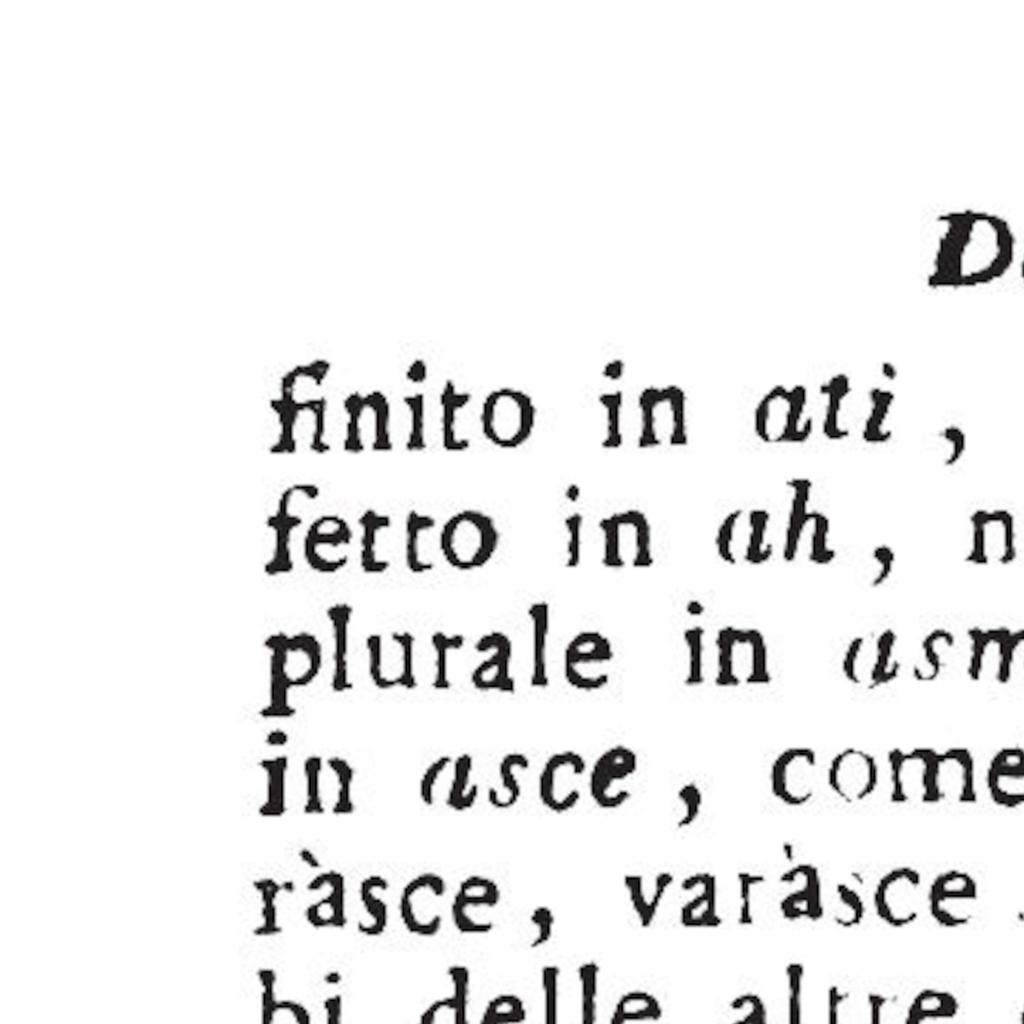 D
finito in ati ,
fetto in ah , n
plurale in asm
in asce , come
ràsce , varàsce
bi delle altre